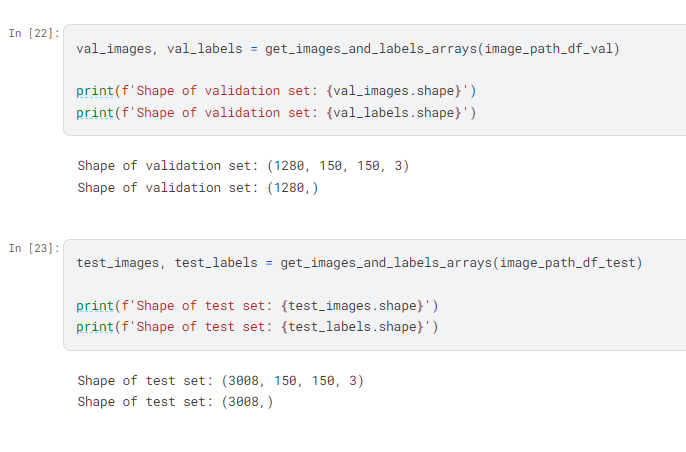 In [22]:
val_images, val_labels = get_images_and_labels_arrays(image_path_df_val)
print(f'Shape of validation set: {val_images.shape}')
print(f'Shape of validation set: {val_labels.shape}')
Shape of validation set: (1280, 150, 150, 3)
Shape of validation set: (1280,)
In [23]:
test_images, test_labels = get_images_and_labels_arrays(image_path_df_test)
print(f'Shape of test set: {test_images.shape}')
print(f'Shape of test set: {test_labels.shape}')
Shape of test set: (3008, 150, 150, 3)
Shape of test set: (3008,)